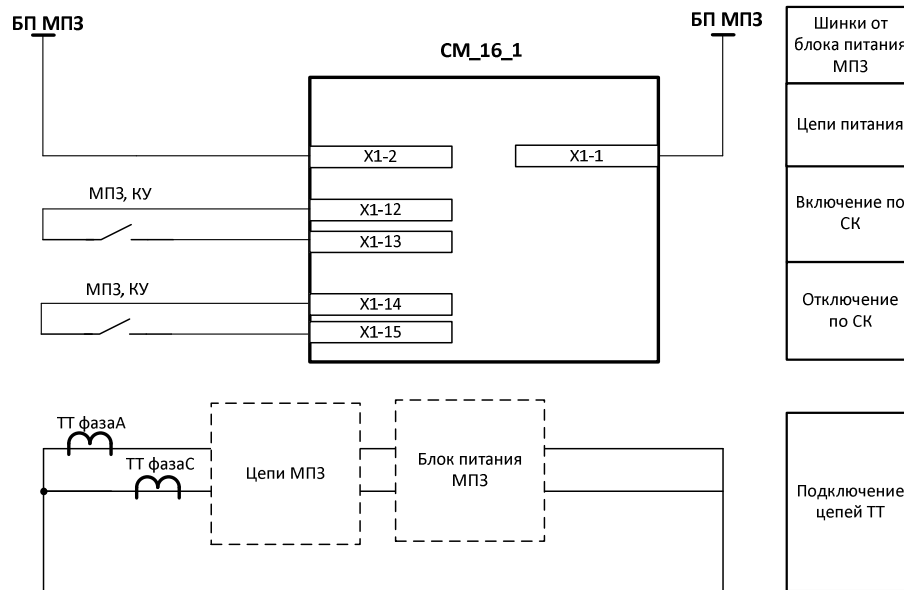 БП МПЗ
БП МПЗ
CM_16_1
X1-2
X1-1
МПЗ, КУ
X1-12
X1-13
МПЗ, КУ
X1-14
X1-15
Шинки от
блока питания
МПЗ
Цепи питания
Включение по
СК
Отключение
по СК
ТТ фазаА
ТТ фазаС
Цепи МПЗ
Блок питания
МПЗ
Подключение
цепей ТТ